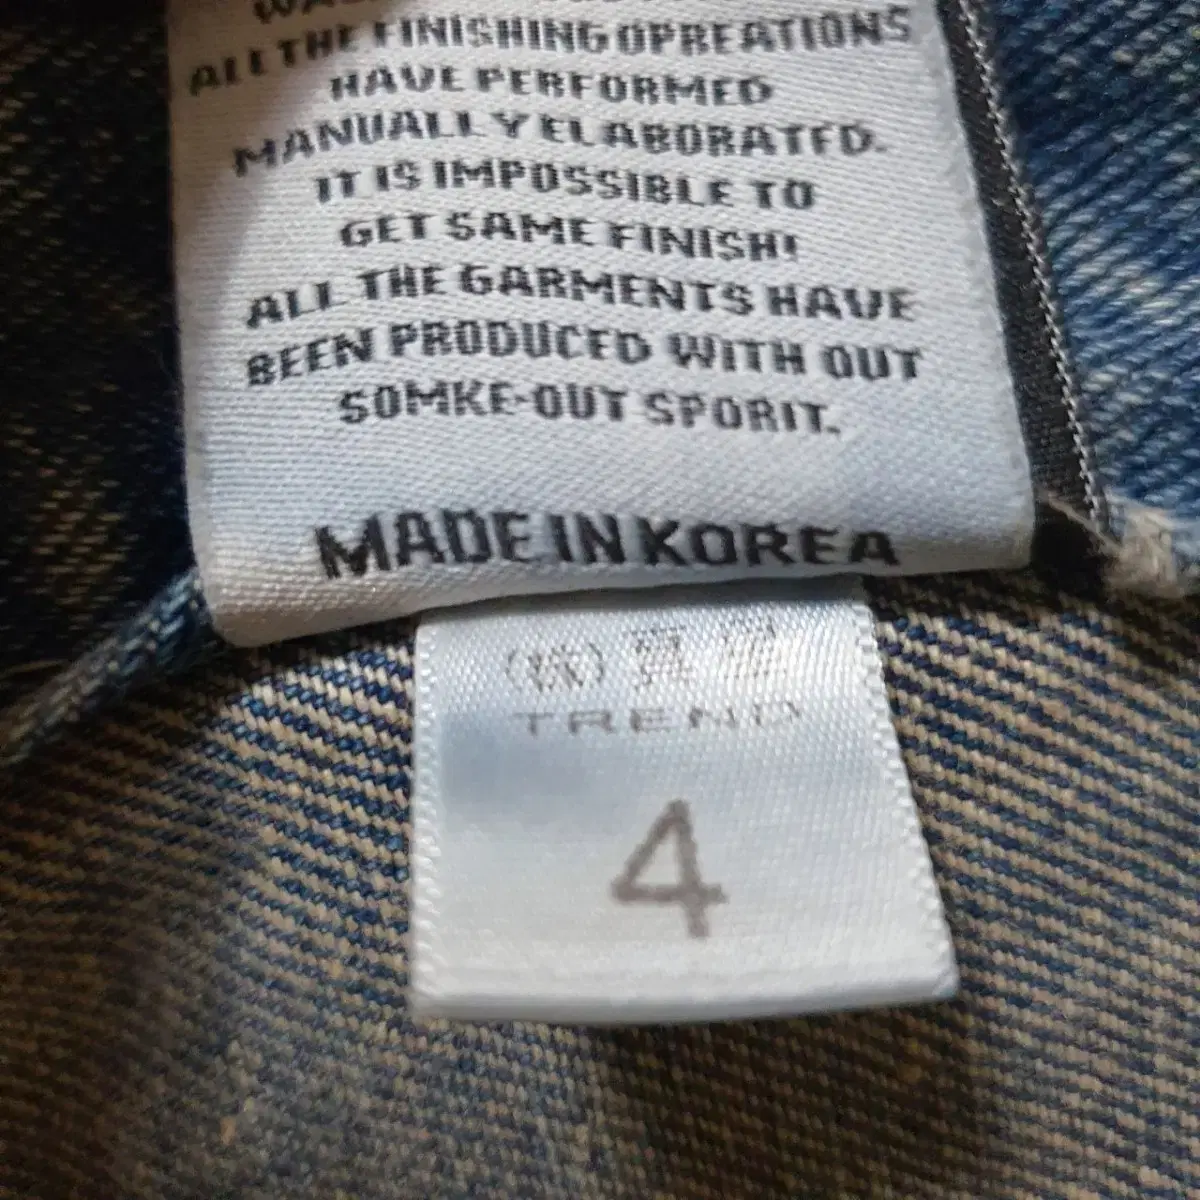 ALL THE FINISHING OPREATIONS
HAVE PERFORMED
MANUALLY ELABORATED.
IT IS IMPOSSIBLE TO
GET SAME FINISH!
ALL THE GARMENTS HAVE
BEEN PRODUCED WITH OUT
SOMKE-OUT SPORIT.
MADE IN KOREA
(株)
TREND
4